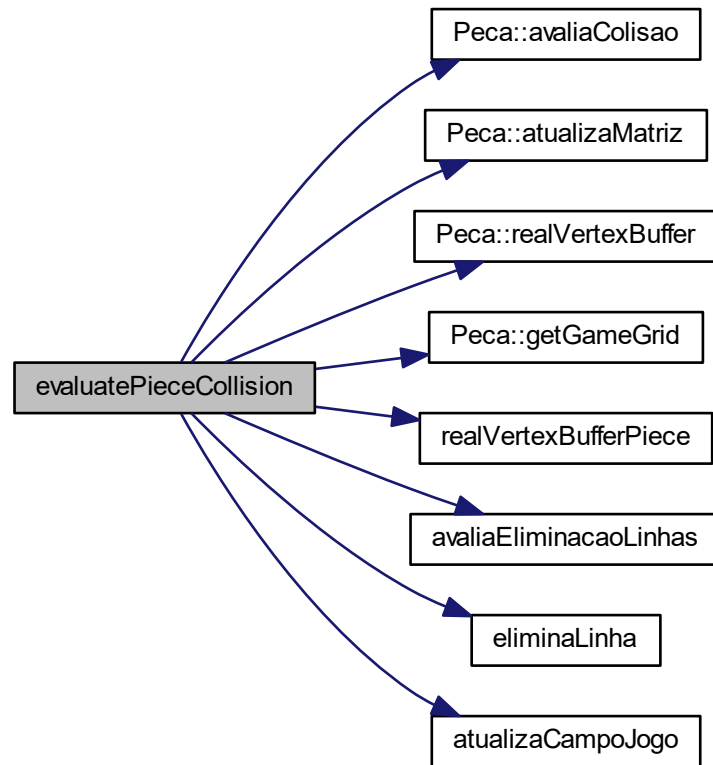 Peca::avaliaColisao
Peca::atualizaMatriz
Peca::realVertexBuffer
Peca::getGameGrid
evaluatePieceCollision
realVertexBufferPiece
avaliaEliminacaoLinhas
eliminaLinha
atualizaCampoJogo